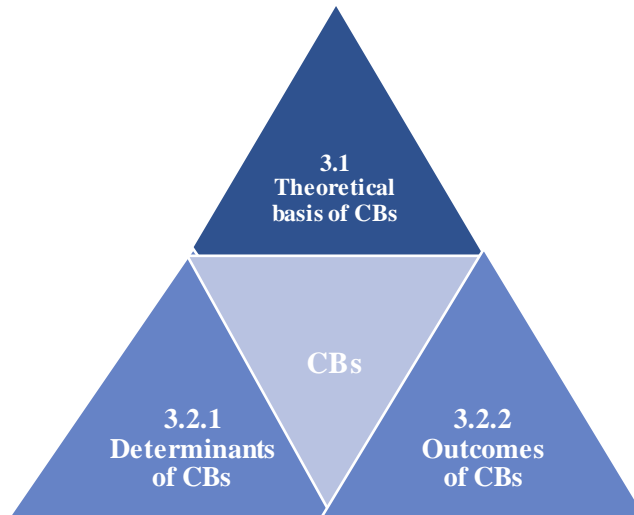 3.1
Theoretical
basis of CBs
CBs
3.2.1
Determinants
of CBs
3.2.2
Outcomes
of CBs